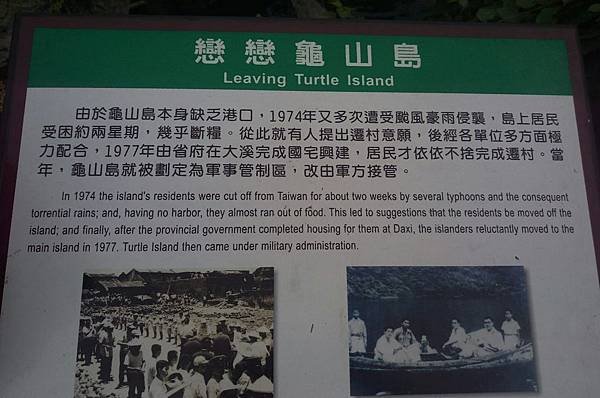 戀戀龜山島
Leaving Turtle Island
由於龜山島本身缺乏港口，1974年又多次遭受颱風豪雨侵襲，島上居民
受困約兩星期，幾乎斷糧。從此就有人提出遷村意願，後經各單位多方面極
力配合，1977年由省府在大溪完成國宅興建，居民才依依不捨完成遷村。當
年，龜山島就被劃定為軍事管制區，改由軍方接管。
In 1974 the island's residents were cut off from Taiwan for about two weeks by several typhoons and the consequent
torrential rains; and, having no harbor, they almost ran out of food. This led to suggestions that the residents be moved off the
island; and finally, after the provincial government completed housing for them at Daxi, the islanders reluctantly moved to the
main island in 1977. Turtle Island then came under military administration.